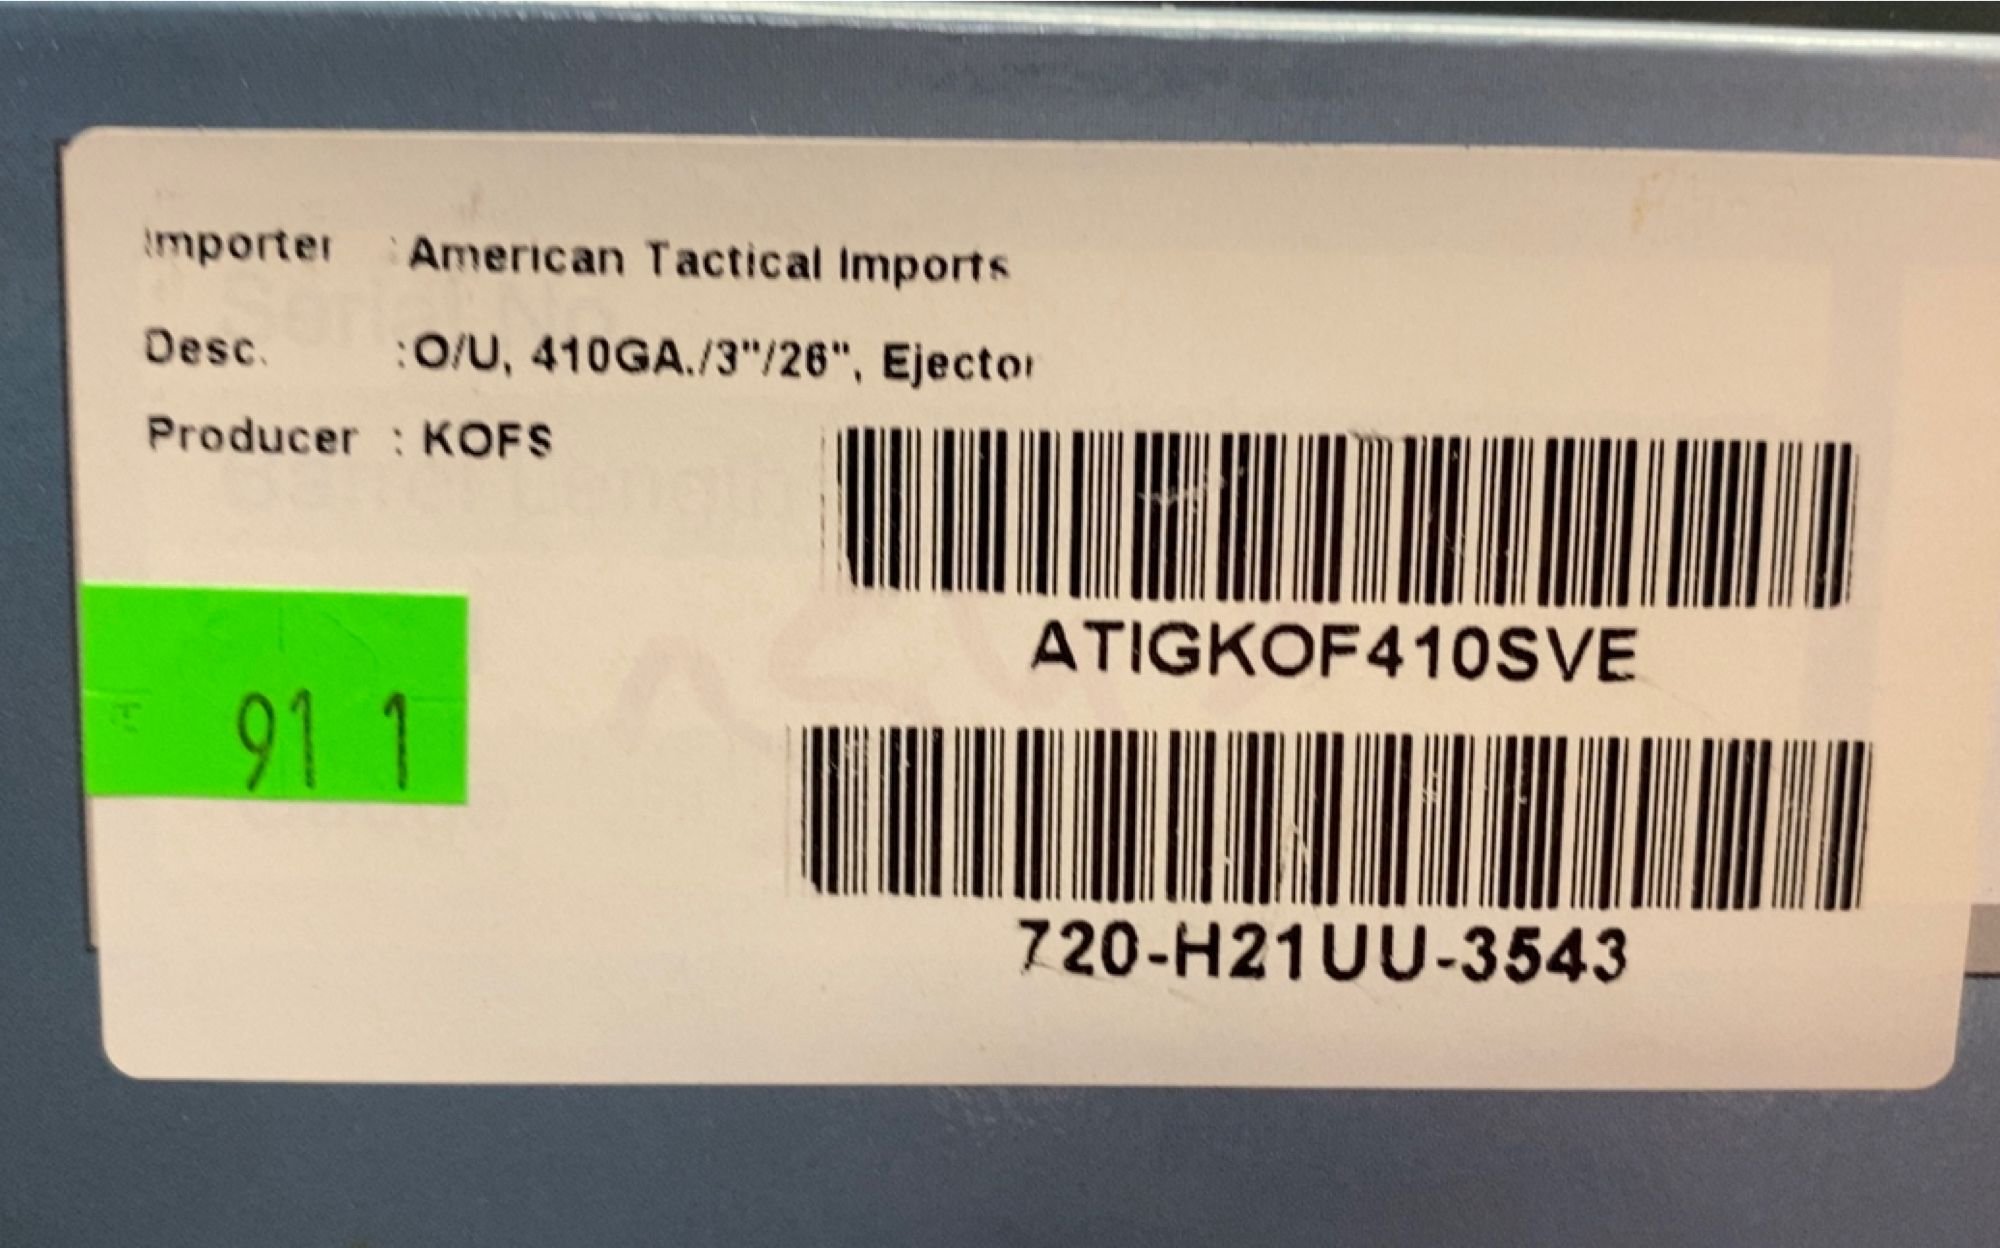 Importer : American Tactical Imports
Desc. : O/U, 410GA./3"/26", Ejector
Producer : KOFS
ATIGKOF410SVE
91 1
720-H21UU-3543